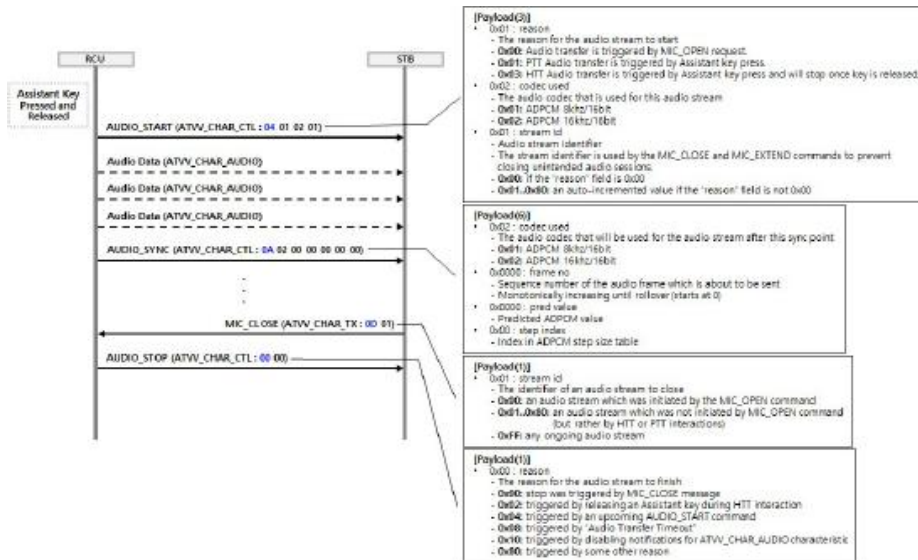 RCU
STB
Assistant Key
Pressed and
Released
AUDIO_START (ATVV_CHAR_CTL : 04 01 02 01)
Audio Data (ATVV_CHAR_AUDIO)
Audio Data (ATVV_CHAR_AUDIO)
Audio Data (ATVV_CHAR_AUDIO)
AUDIO_SYNC (ATVV_CHAR_CTL : 0A 02 00 00 00 00 00)
MIC_CLOSE (ATVV_CHAR_TX : 0D 01)
AUDIO_STOP (ATVV_CHAR_CTL : 00 00)
[Payload(3)]
• 0x01 : reason
- The reason for the audio stream to start
- 0x00: Audio transfer is triggered by MIC_OPEN request.
- 0x01: PTT Audio transfer is triggered by Assistant key press.
- 0x03: HTT Audio transfer is triggered by Assistant key press and will stop once key is released
• 0x02 : codec used
- The audio codec that is used for this audio stream
- 0x01: ADPCM 8khz/16bit
- 0x02: ADPCM 16khz/16bit
• 0x01 : stream id
- Audio stream Identifier
- The stream identifier is used by the MIC_CLOSE and MIC_EXTEND commands to prevent
closing unintended audio sessions.
- 0x00: if the "reason" field is 0x00
- 0x01..0x80: an auto-incremented value if the "reason" field is not 0x00
[Payload(6)]
• 0x02 : codec used
- The audio codec that will be used for the audio stream after this sync point
- 0x01: ADPCM 8khz/16bit
- 0x02: ADPCM 16khz/16bit
• 0x0000 : frame no
- Sequence number of the audio frame which is about to be sent
- Monotonically increasing until rollover (starts at 0)
• 0x0000 : pred value
- Predicted ADPCM value
• 0x00 : step index
- Index in ADPCM step size table
[Payload(1)]
• 0x01 : stream id
- The identifier of an audio stream to close
- 0x00: an audio stream which was initiated by the MIC_OPEN command
- 0x01..0x80: an audio stream which was not initiated by MIC_OPEN command
(but rather by HTT or PTT interactions)
- 0xFF: any ongoing audio stream
[Payload(1)]
• 0x00 : reason
- The reason for the audio stream to finish
- 0x00: stop was triggered by MIC_CLOSE message
- 0x02: triggered by releasing an Assistant key during HTT interaction
- 0x04: triggered by an upcoming AUDIO_START command
- 0x08: triggered by "Audio Transfer Timeout"
- 0x10: triggered by disabling notifications for ATVV_CHAR_AUDIO characteristic
- 0x80: triggered by some other reason